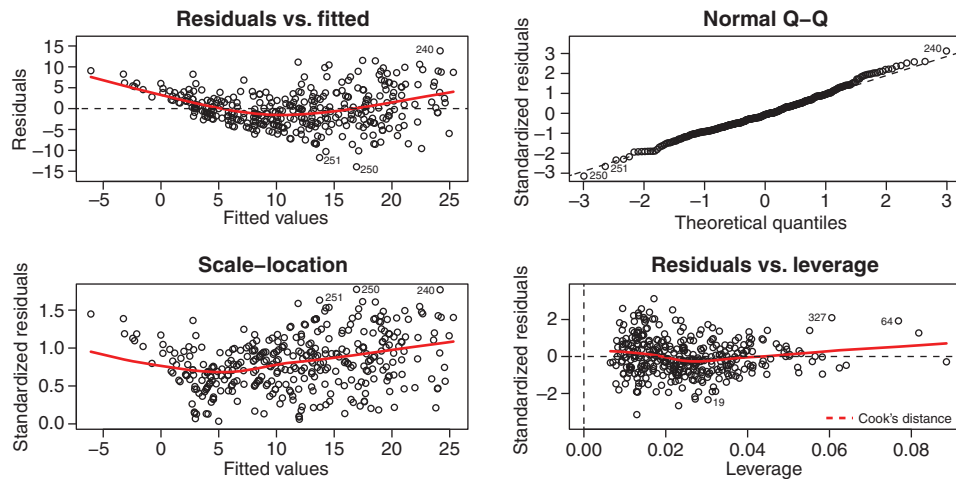 Residuals vs. fitted
Residuals
15
10
5
0
−5
−10
−15
240
251
250
−5 0 5 10 15 20 25
Fitted values
Normal Q−Q
Standardized residuals
3
2
1
0
−1
−2
−3
240
251
250
−3 −2 −1 0 1 2 3
Theoretical quantiles
Scale−location
Standardized residuals
1.5
1.0
0.5
0.0
251
250
240
−5 0 5 10 15 20 25
Fitted values
Residuals vs. leverage
Standardized residuals
2
0
−2
327
64
19
Cook's distance
0.00 0.02 0.04 0.06 0.08
Leverage